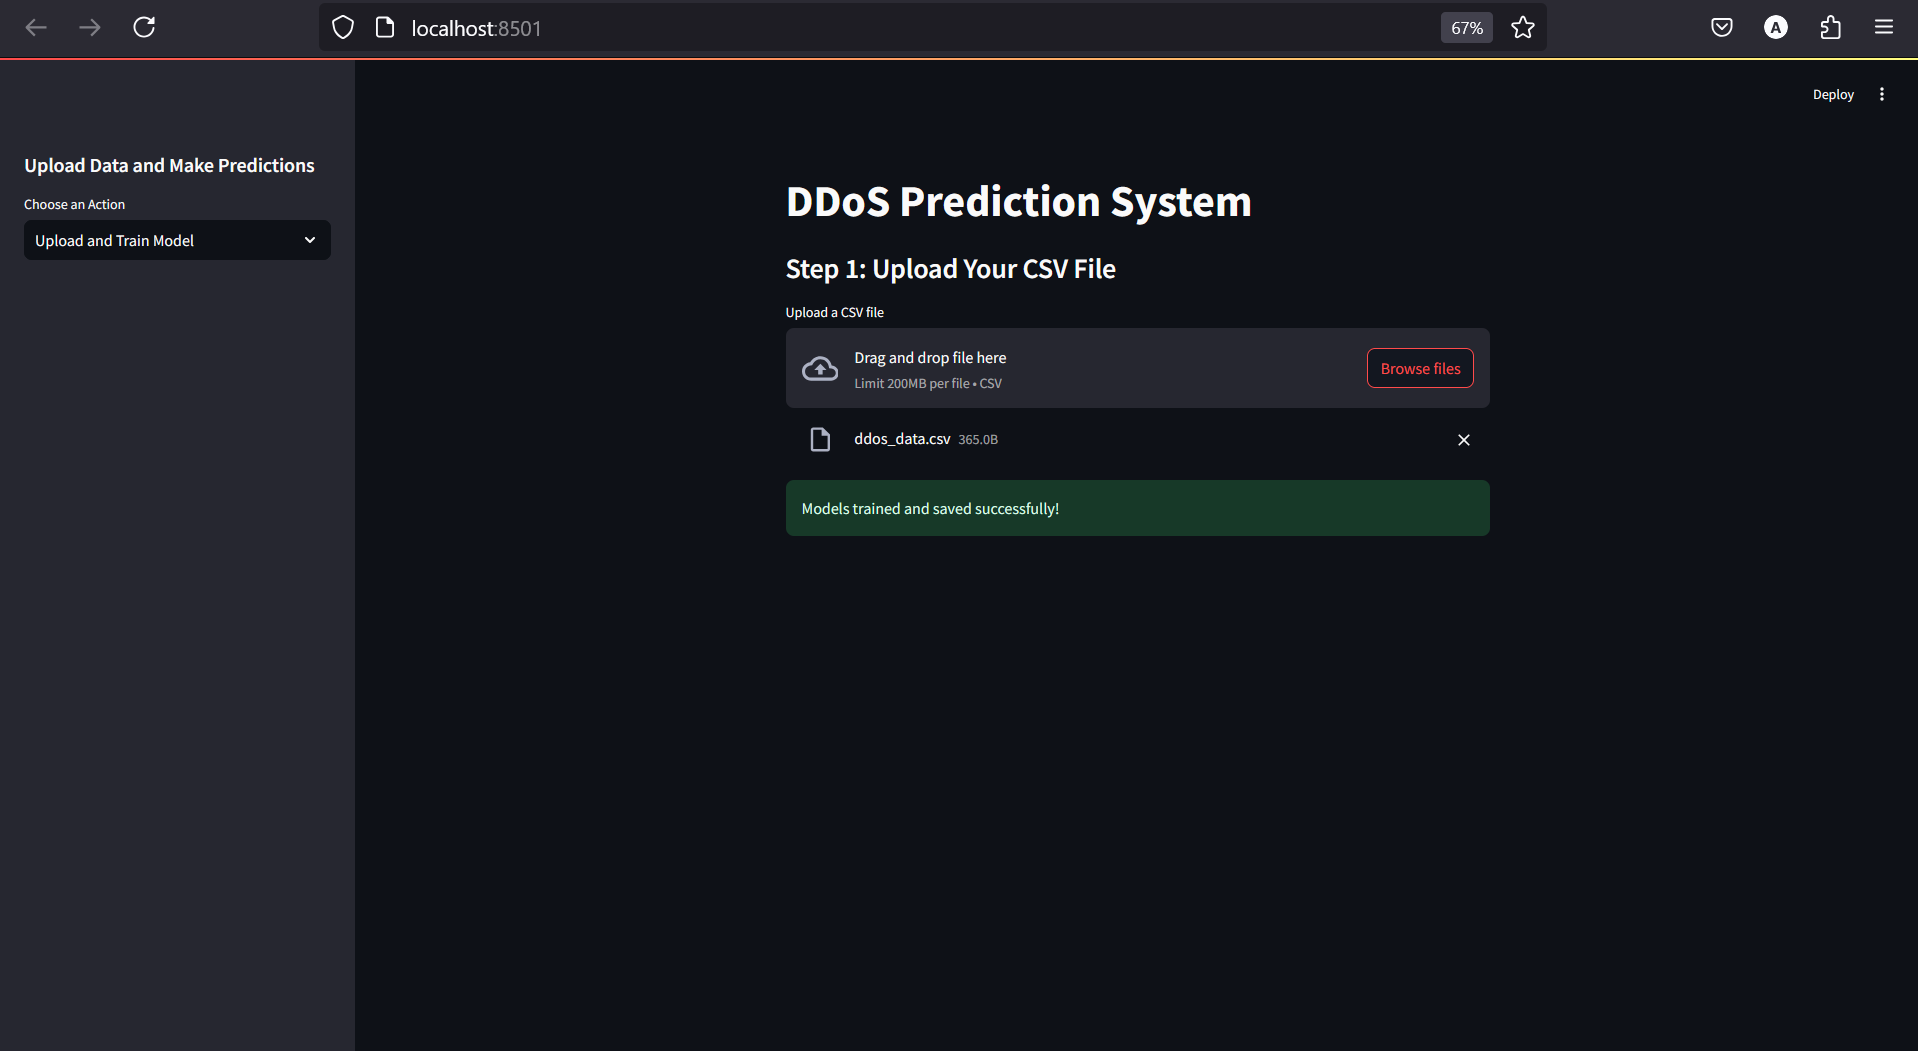 localhost:8501
67%
A
Deploy
Upload Data and Make Predictions
Choose an Action
Upload and Train Model
DDoS Prediction System
Step 1: Upload Your CSV File
Upload a CSV file
Drag and drop file here
Limit 200MB per file • CSV
Browse files
ddos_data.csv 365.0B
Models trained and saved successfully!